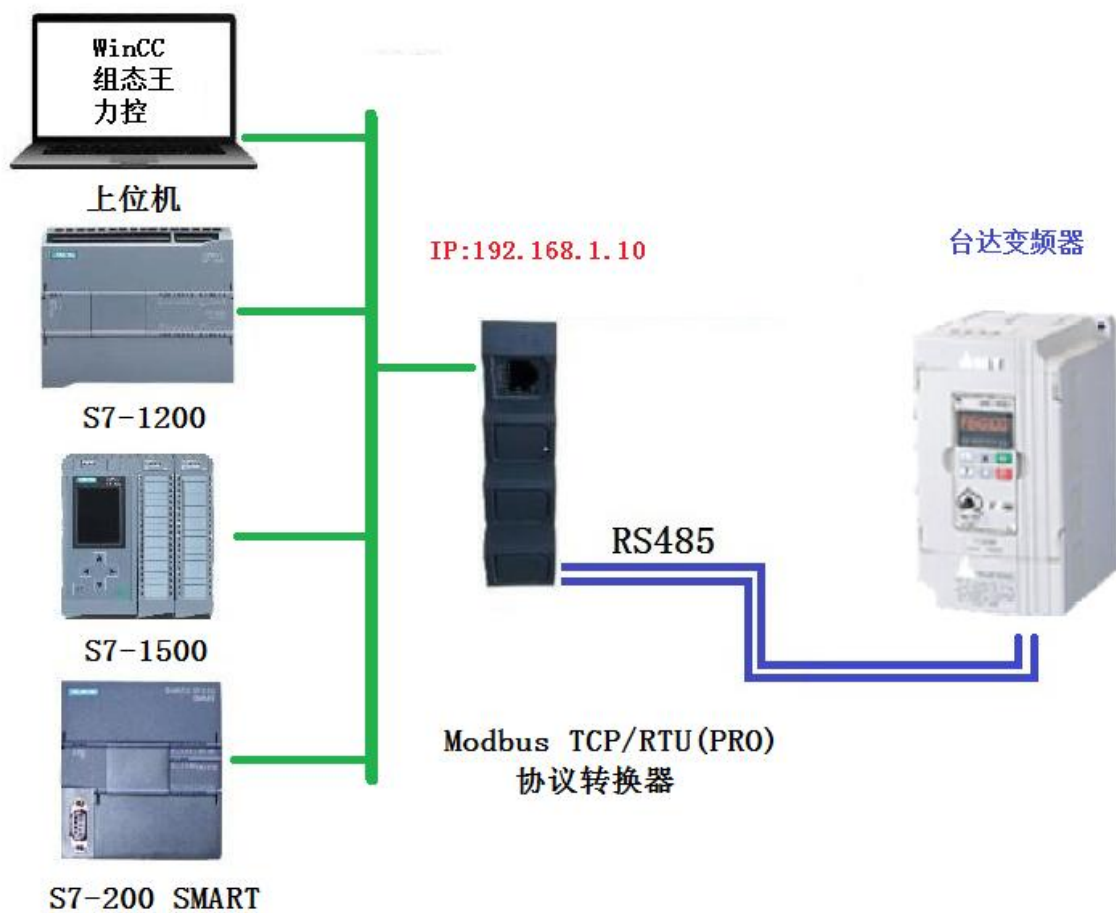 WinCC
组态王
力控
上位机
IP:192.168.1.10
台达变频器
S7-1200
RS485
S7-1500
Modbus TCP/RTU(PRO)
协议转换器
S7-200 SMART